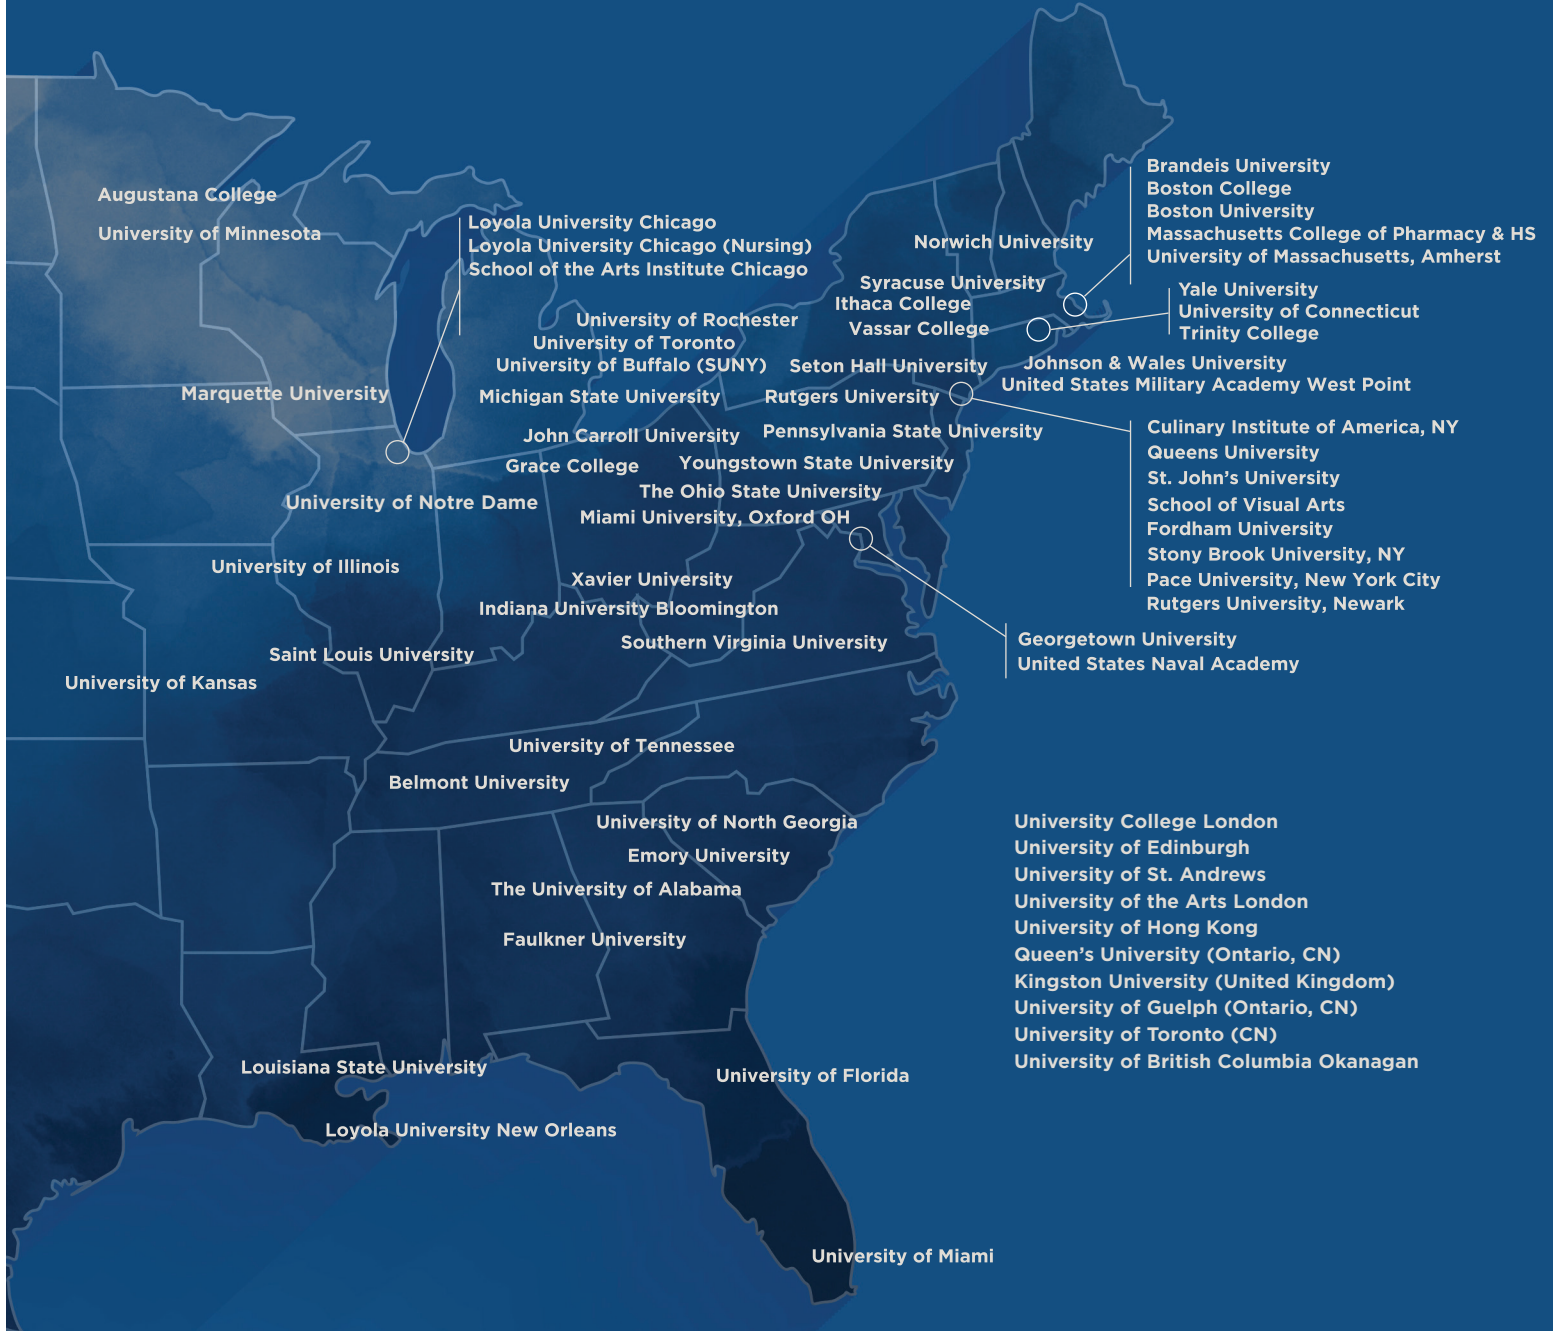 Brandeis University
Boston College
Boston University
Massachusetts College of Pharmacy & HS
University of Massachusetts, Amherst
Augustana College
University of Minnesota
Loyola University Chicago
Loyola University Chicago (Nursing)
School of the Arts Institute Chicago
Norwich University
Syracuse University
Ithaca College
Vassar College
Yale University
University of Connecticut
Trinity College
University of Rochester
University of Toronto
University of Buffalo (SUNY)
Seton Hall University
Johnson & Wales University
United States Military Academy West Point
Marquette University
Michigan State University
Rutgers University
John Carroll University
Pennsylvania State University
Grace College
Youngstown State University
The Ohio State University
Miami University, Oxford OH
University of Notre Dame
Culinary Institute of America, NY
Queens University
St. John's University
School of Visual Arts
Fordham University
Stony Brook University, NY
Pace University, New York City
Rutgers University, Newark
University of Illinois
Xavier University
Indiana University Bloomington
Southern Virginia University
Georgetown University
United States Naval Academy
Saint Louis University
University of Kansas
University of Tennessee
Belmont University
University of North Georgia
Emory University
The University of Alabama
Faulkner University
University College London
University of Edinburgh
University of St. Andrews
University of the Arts London
University of Hong Kong
Queen's University (Ontario, CN)
Kingston University (United Kingdom)
University of Guelph (Ontario, CN)
University of Toronto (CN)
University of British Columbia Okanagan
Louisiana State University
University of Florida
Loyola University New Orleans
University of Miami